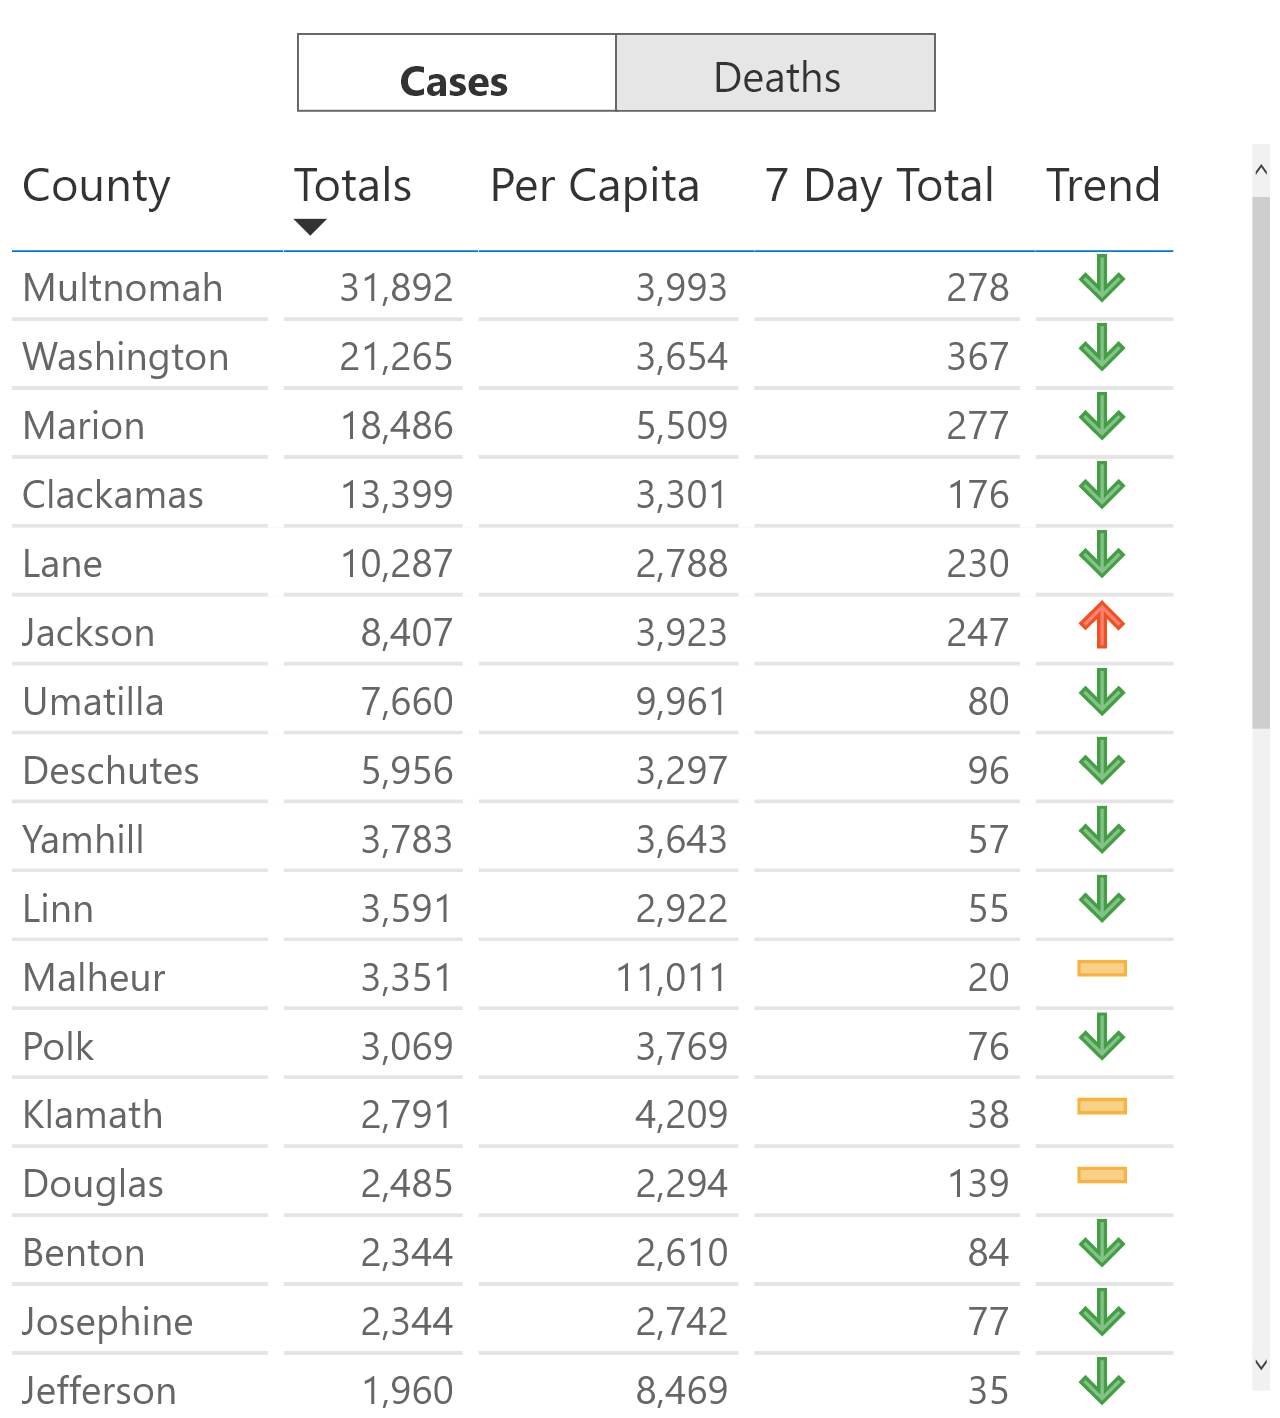 Cases Deaths
County Totals Per Capita 7 Day Total Trend
Multnomah 31,892 3,993 278
Washington 21,265 3,654 367
Marion 18,486 5,509 277
Clackamas 13,399 3,301 176
Lane 10,287 2,788 230
Jackson 8,407 3,923 247
Umatilla 7,660 9,961 80
Deschutes 5,956 3,297 96
Yamhill 3,783 3,643 57
Linn 3,591 2,922 55
Malheur 3,351 11,011 20
Polk 3,069 3,769 76
Klamath 2,791 4,209 38
Douglas 2,485 2,294 139
Benton 2,344 2,610 84
Josephine 2,344 2,742 77
Jefferson 1,960 8,469 35